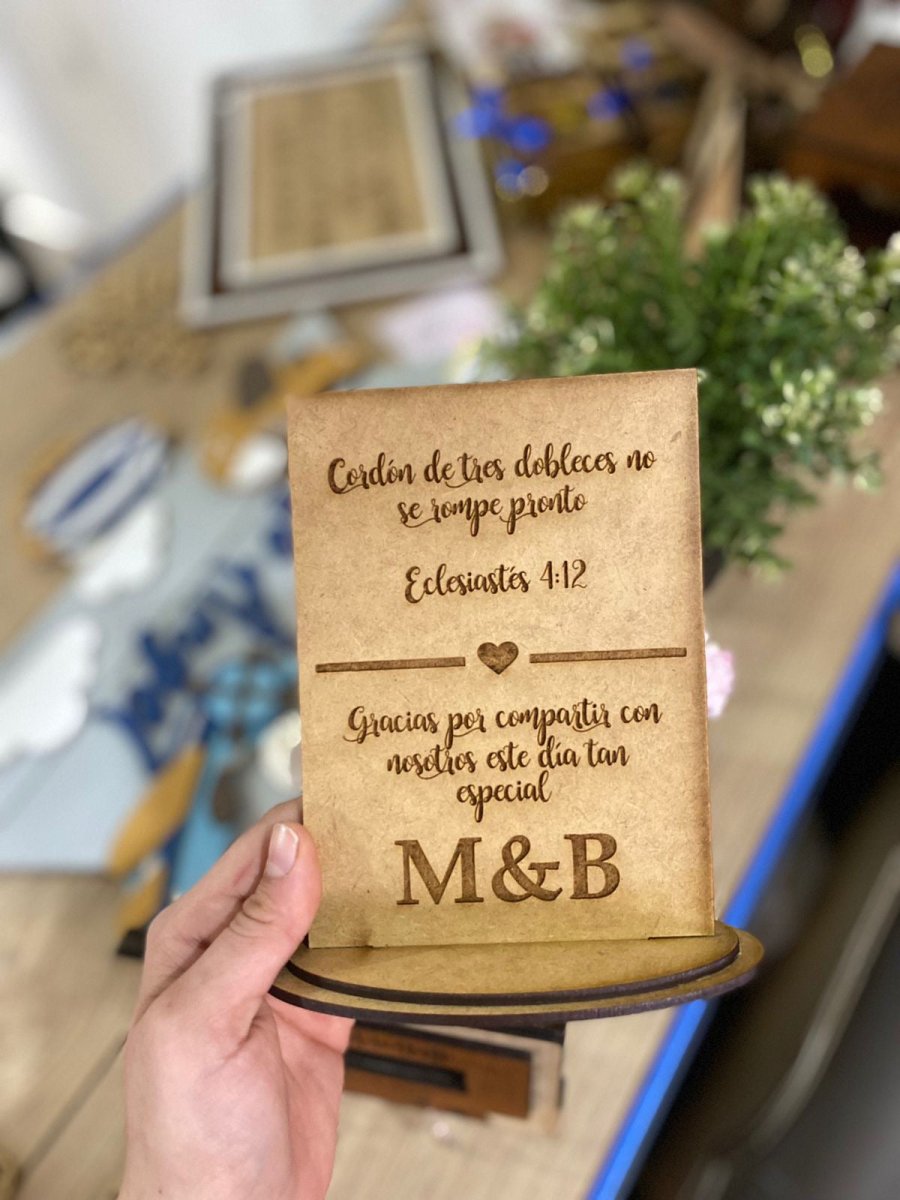 Cordón de tres dobleces no
se rompe pronto
Eclesiastés 4:12
Gracias por compartir con
nosotros este día tan
especial
M&B